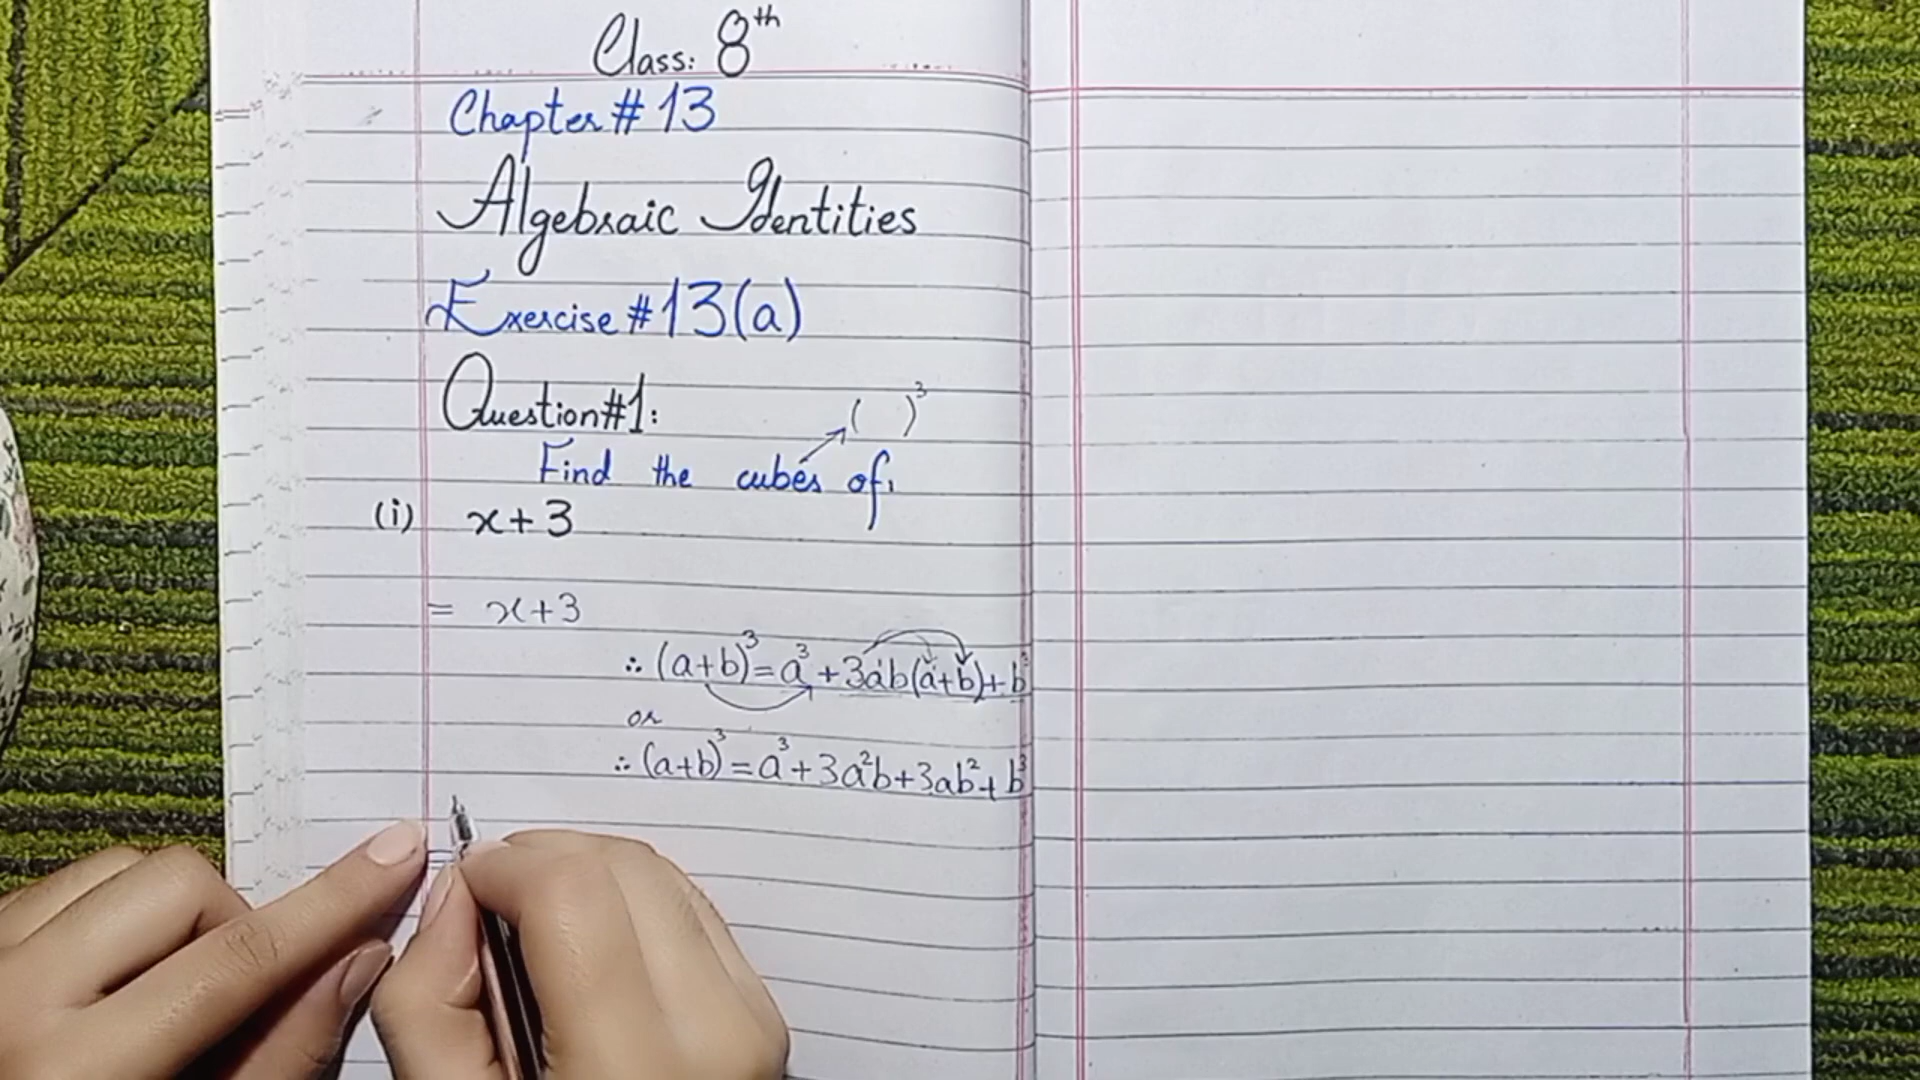 Class: 8th
Chapter # 13
Algebraic Identities
Exercise # 13(a)
Question#1:
( )³
Find the cubes of,
(i) x+3
= x+3
∴ (a+b)³=a³+3ab(a+b)+b³
or
∴ (a+b)³=a³+3a²b+3ab²+b³
=